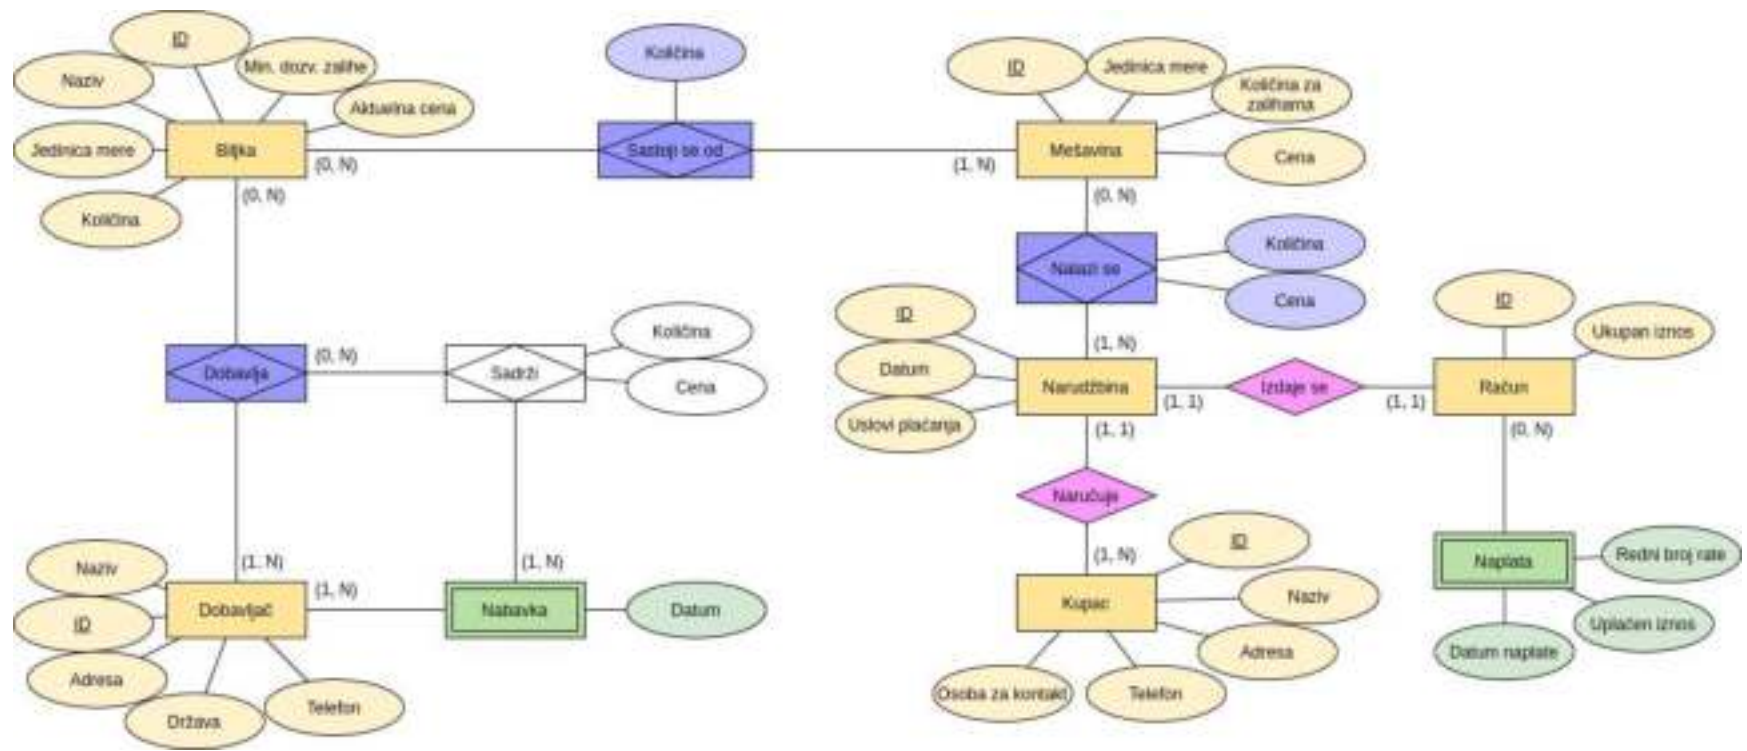 ID
Naziv
Min. dozv. zalihe
Aktuelna cena
Jedinica mere
Biljka
Količina
(0, N)
(0, N)
Količina
Sastoji se od
(1, N)
ID
Jedinica mere
Količina za
zalihama
Mešavina
Cena
(0, N)
Nalazi se
Količina
Cena
(1, N)
ID
Datum
Uslovi plaćanja
Narudžbina
(1, 1)
Izdaje se
(1, 1)
ID
Ukupan iznos
Račun
(0, N)
(1, 1)
Naručuje
(1, N)
Kupac
ID
Naziv
Adresa
Telefon
Osoba za kontakt
Naplata
Redni broj rate
Uplaćen iznos
Datum naplate
Dobavlja
(0, N)
Sadrži
Količina
Cena
(1, N)
(1, N)
(1, N)
Naziv
ID
Dobavljač
Adresa
Država
Telefon
Nabavka
Datum